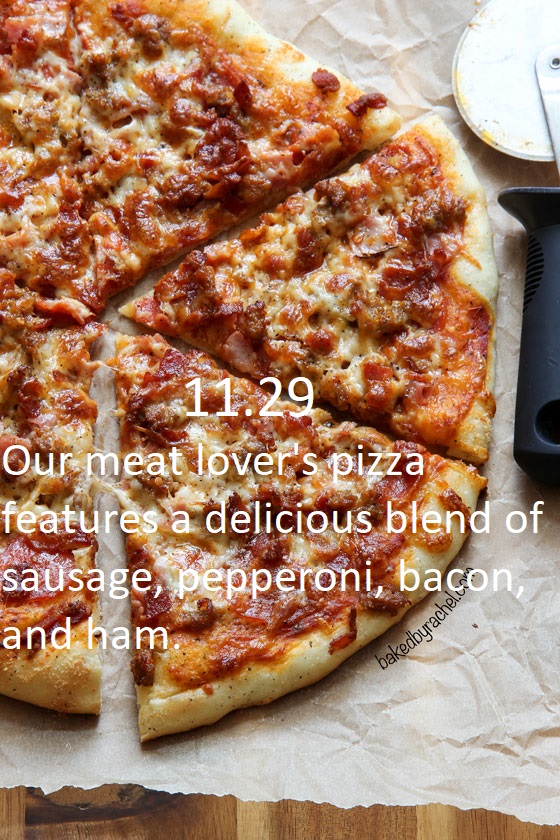 11.29
Our meat lover's pizza
features a delicious blend of
sausage, pepperoni, bacon,
and ham.
bakedbyrachel.com